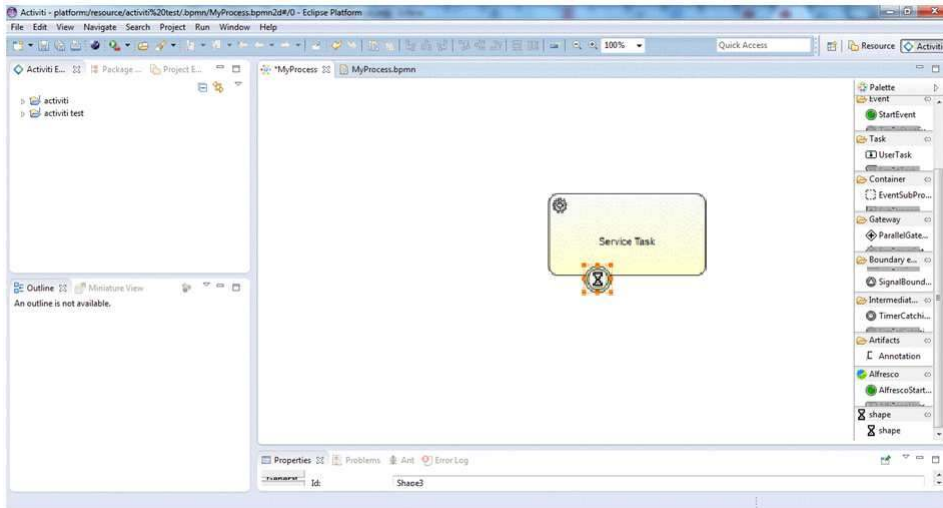 Activiti - platform:/resource/activiti%20test/.bpmn/MyProcess.bpmn2d#/0 - Eclipse Platform
File Edit View Navigate Search Project Run Window Help
100% Quick Access Resource Activiti
Activiti E... Package ... Project E... *MyProcess MyProcess.bpmn
activiti
activiti test
Palette
Event
StartEvent
Task
UserTask
Container
EventSubPro...
Gateway
ParallelGate...
Boundary e...
SignalBound...
Intermediat...
TimerCatchi...
Artifacts
Annotation
Alfresco
AlfrescoStart...
shape
shape
Service Task
Outline Miniature View
An outline is not available.
Properties Problems Ant Error Log
General Id: Shape3